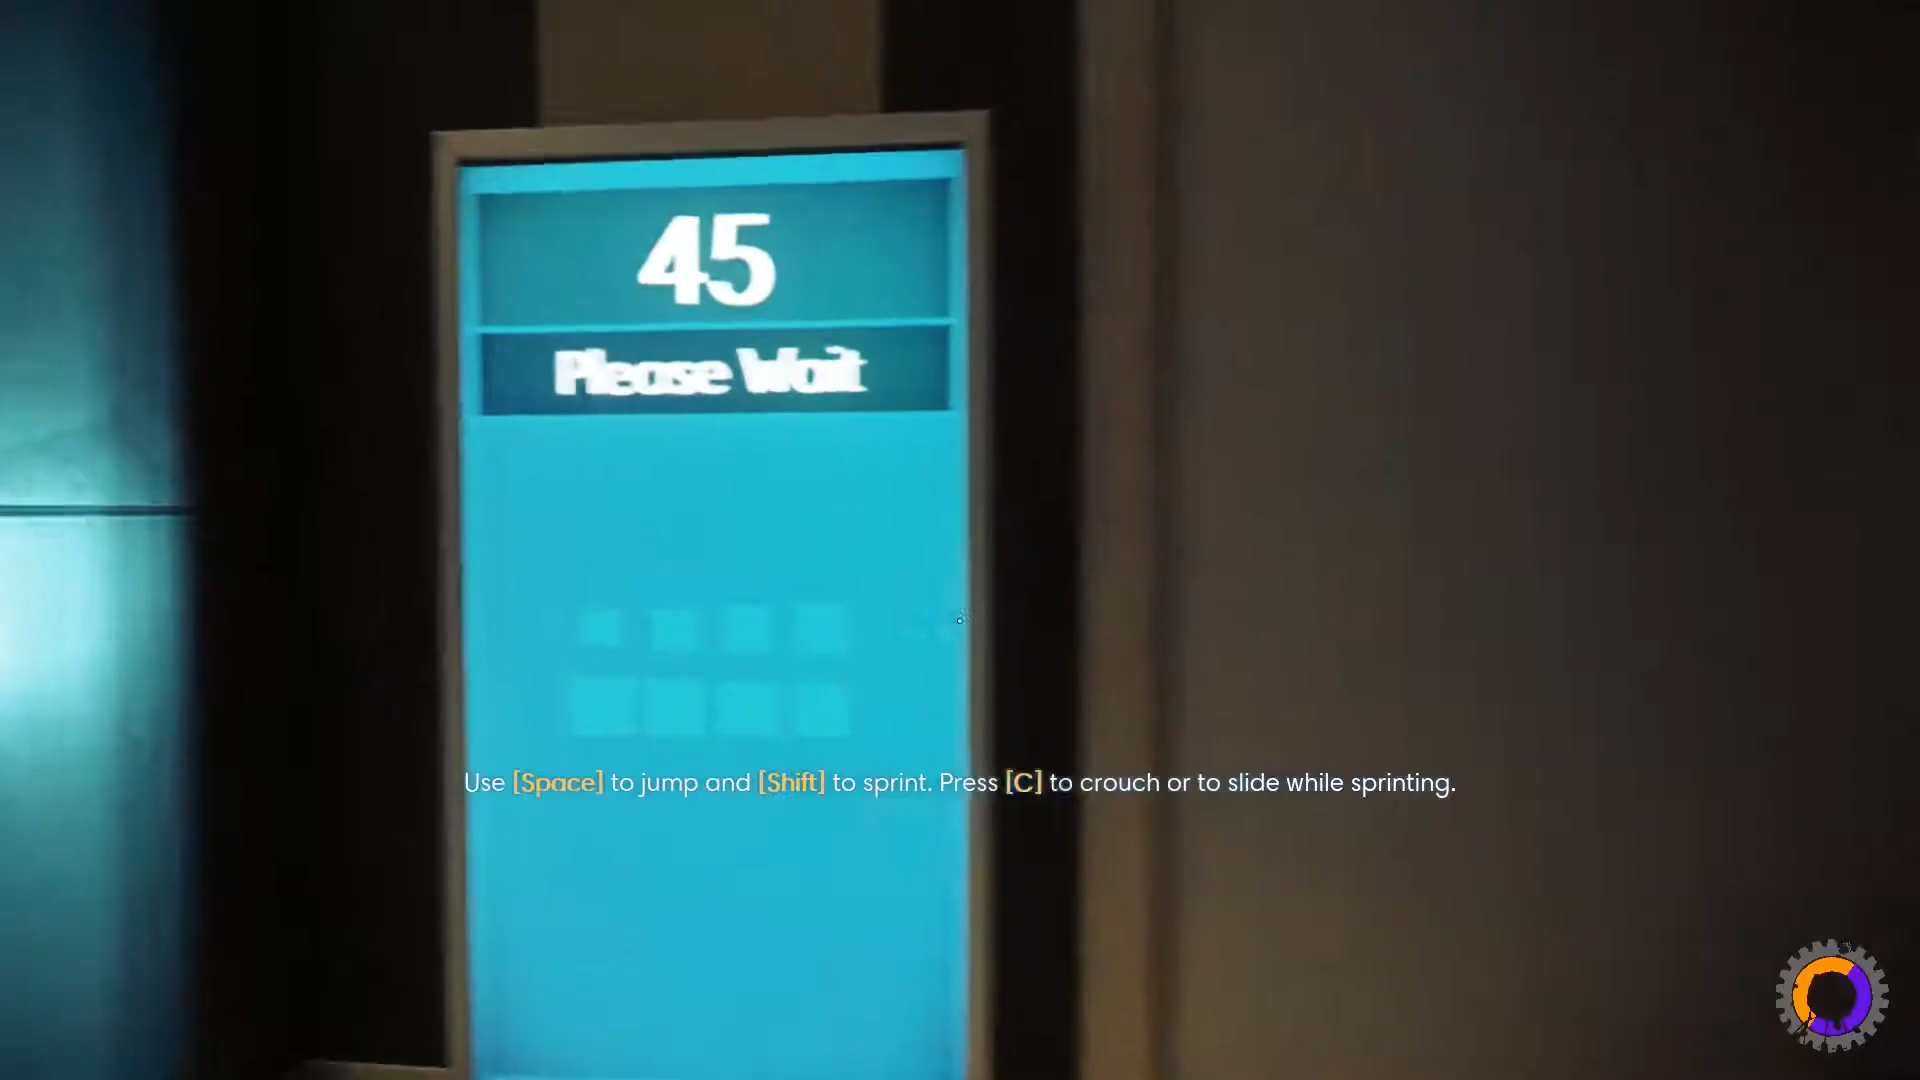 45
Please Wait
Use [Space] to jump and [Shift] to sprint. Press [C] to crouch or to slide while sprinting.